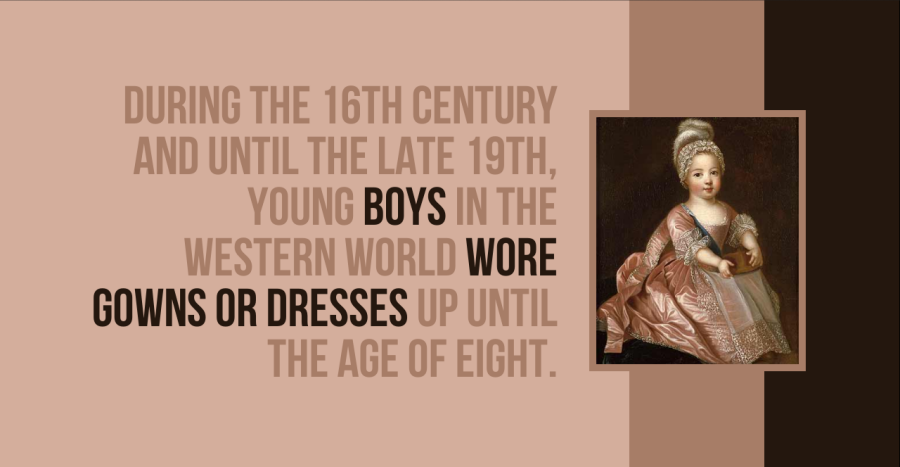 DURING THE 16TH CENTURY
AND UNTIL THE LATE 19TH,
YOUNG BOYS IN THE
WESTERN WORLD WORE
GOWNS OR DRESSES UP UNTIL
THE AGE OF EIGHT.